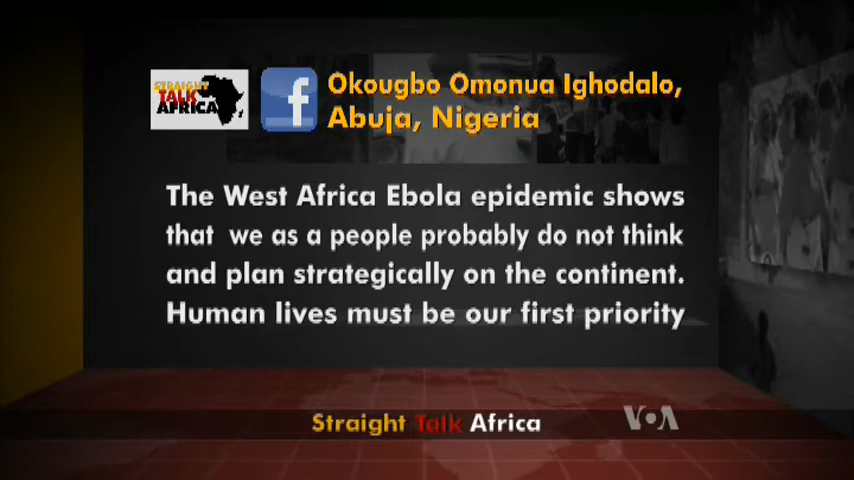 STRAIGHT
TALK
AFRICA
f
Okougbo Omonua Ighodalo,
Abuja, Nigeria
The West Africa Ebola epidemic shows
that we as a people probably do not think
and plan strategically on the continent.
Human lives must be our first priority
Straight Talk Africa
VOA